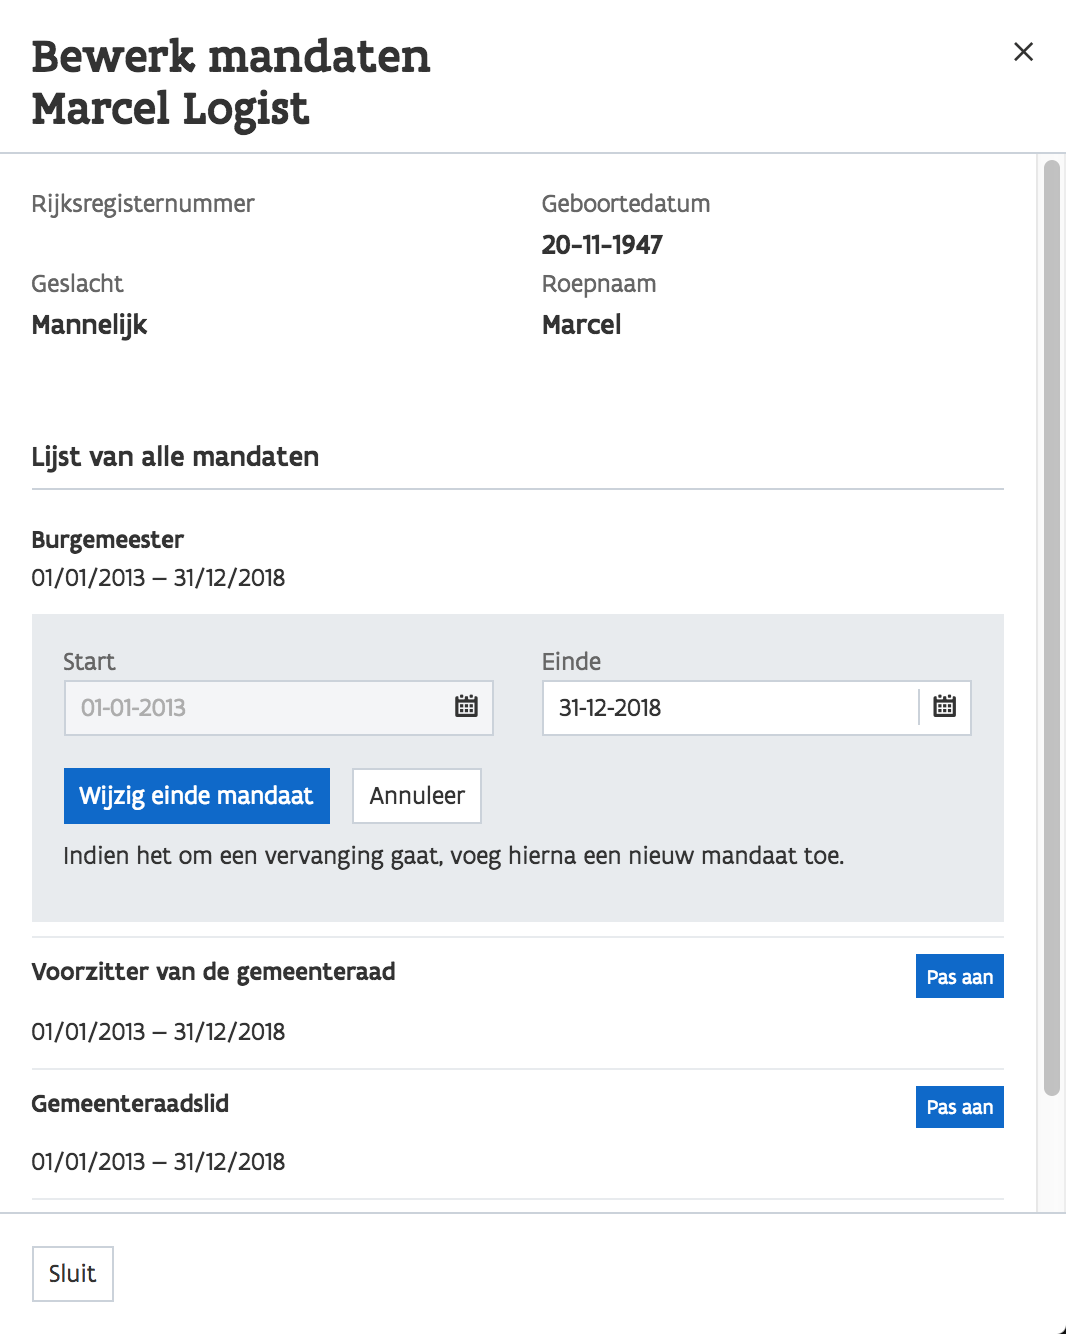 Bewerk mandaten
Marcel Logist
Rijksregisternummer
Geboortedatum
20-11-1947
Geslacht
Roepnaam
Mannelijk
Marcel
Lijst van alle mandaten
Burgemeester
01/01/2013 – 31/12/2018
Start
Einde
01-01-2013
31-12-2018
Wijzig einde mandaat
Annuleer
Indien het om een vervanging gaat, voeg hierna een nieuw mandaat toe.
Voorzitter van de gemeenteraad
Pas aan
01/01/2013 – 31/12/2018
Gemeenteraadslid
Pas aan
01/01/2013 – 31/12/2018
Sluit